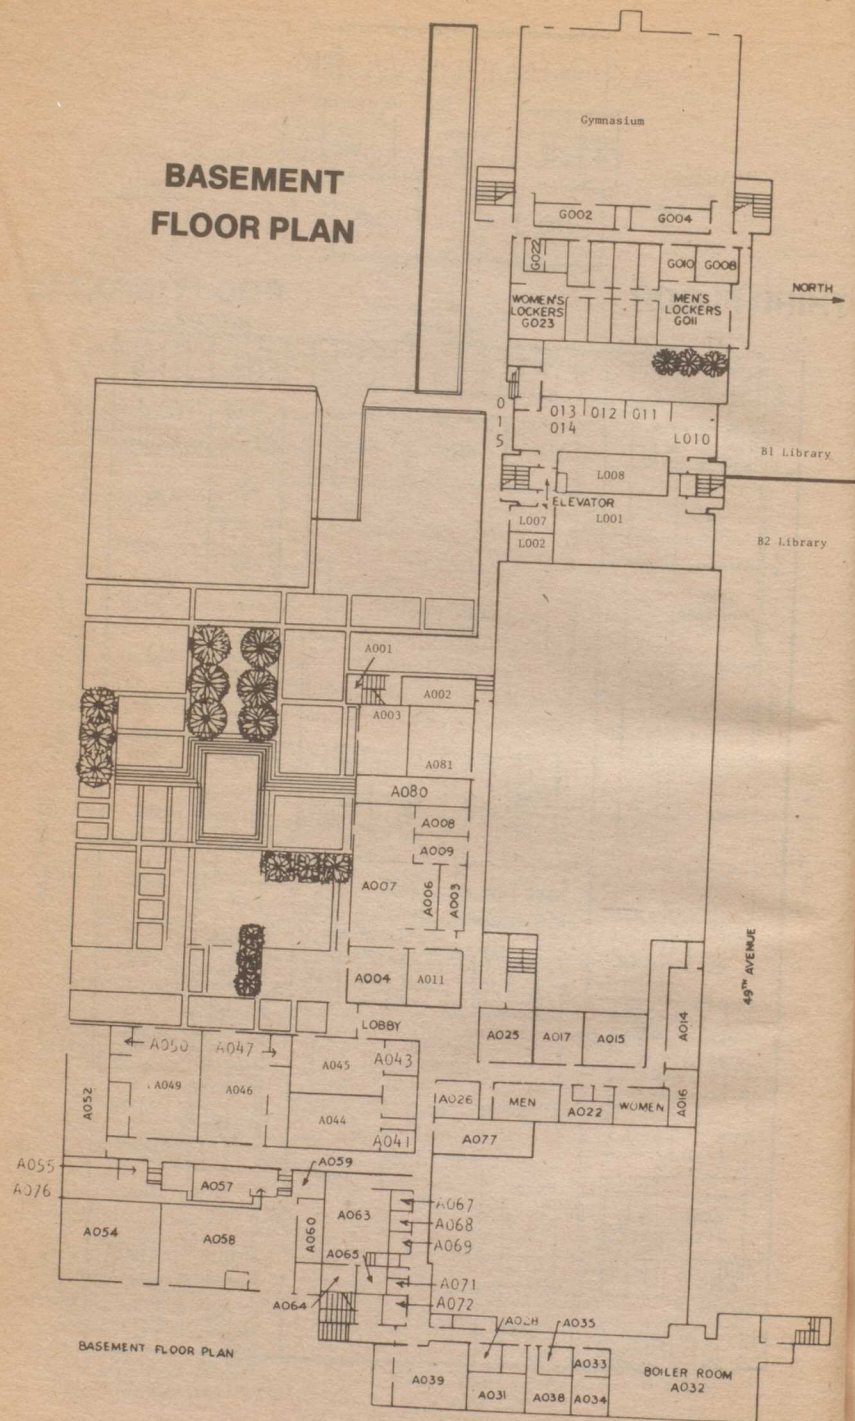 BASEMENT
FLOOR PLAN
Gymnasium
G002
G004
G022
G010
G008
NORTH
WOMEN'S
LOCKERS
G023
MEN'S
LOCKERS
G011
0
1
5
013
014
012
011
L010
B1 Library
L008
ELEVATOR
L007
L001
L002
B2 Library
A001
A002
A003
A081
A080
A008
A009
A007
A006
A003
A004
A011
49TH AVENUE
LOBBY
A025
A017
A015
A014
A050
A047
A045
A043
A052
A049
A046
A044
A041
A026
MEN
A022
WOMEN
A016
A077
A055
A076
A059
A057
A054
A058
A060
A063
A067
A068
A069
A065
A071
A072
A064
A028
A035
BASEMENT FLOOR PLAN
A039
A031
A038
A033
A034
BOILER ROOM
A032